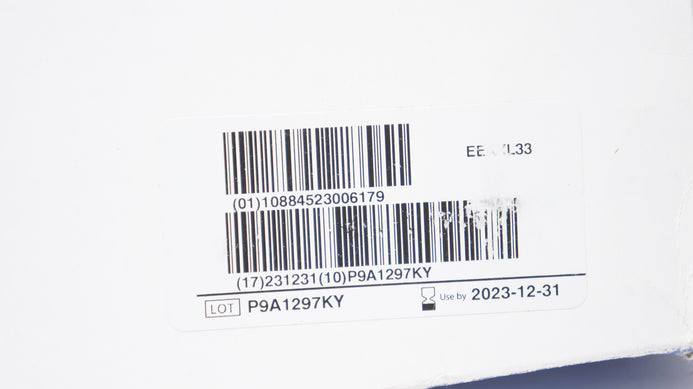 (01)10884523006179
(17)231231(10)P9A1297KY
LOT P9A1297KY
Use by 2023-12-31